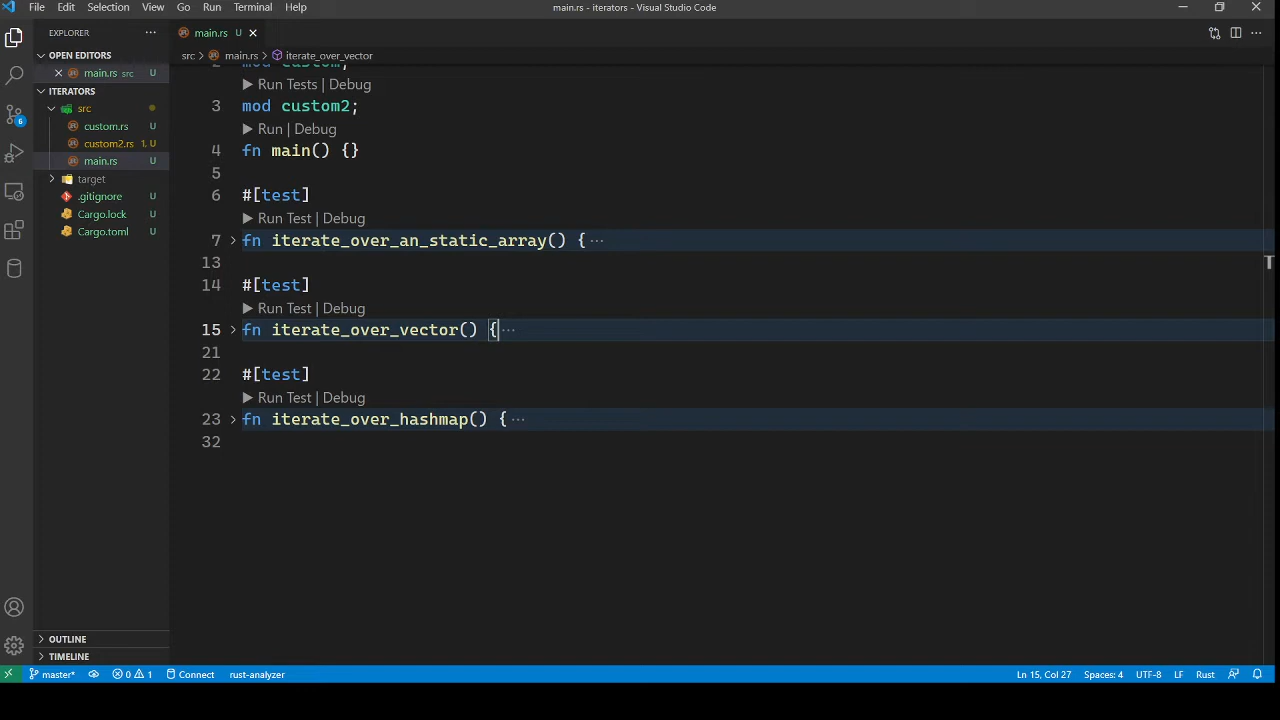 File Edit Selection View Go Run Terminal Help
main.rs - iterators - Visual Studio Code
EXPLORER
main.rs U
OPEN EDITORS
main.rs src U
ITERATORS
src
custom.rs U
custom2.rs 1, U
main.rs U
target
.gitignore U
Cargo.lock U
Cargo.toml U
OUTLINE
TIMELINE
src > main.rs > iterate_over_vector
2 mod custom;
Run Tests | Debug
3 mod custom2;
Run | Debug
4 fn main() {}
5
6 #[test]
Run Test | Debug
7 fn iterate_over_an_static_array() { ···
13
14 #[test]
Run Test | Debug
15 fn iterate_over_vector() { ···
21
22 #[test]
Run Test | Debug
23 fn iterate_over_hashmap() { ···
32
6
master* 0 1 Connect rust-analyzer Ln 15, Col 27 Spaces: 4 UTF-8 LF Rust